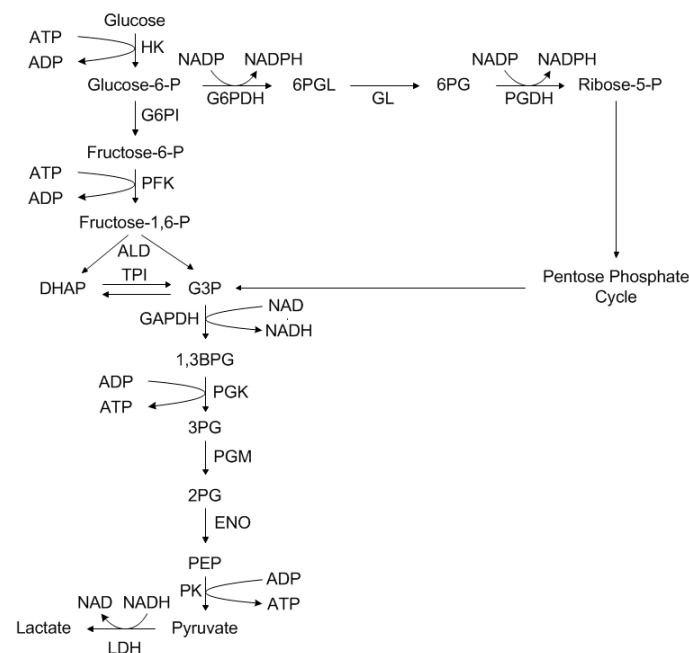 Glucose
ATP
HK
ADP
NADP NADPH
NADP NADPH
Glucose-6-P
6PGL
6PG
Ribose-5-P
G6PDH
GL
PGDH
G6PI
Fructose-6-P
ATP
PFK
ADP
Fructose-1,6-P
ALD
TPI
DHAP
G3P
Pentose Phosphate
Cycle
NAD
GAPDH
NADH
1,3BPG
ADP
PGK
ATP
3PG
PGM
2PG
ENO
PEP
ADP
PK
ATP
NAD NADH
Lactate
Pyruvate
LDH